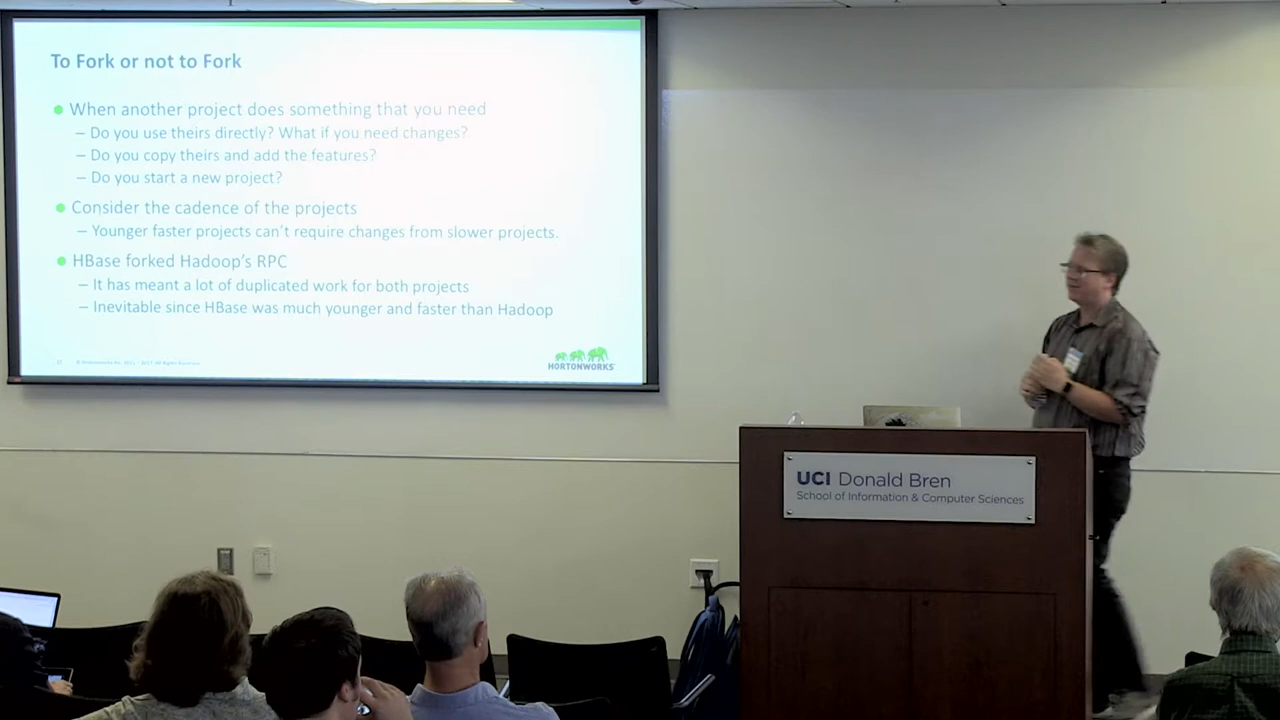 To Fork or not to Fork
● When another project does something that you need
– Do you use theirs directly? What if you need changes?
– Do you copy theirs and add the features?
– Do you start a new project?
● Consider the cadence of the projects
– Younger faster projects can't require changes from slower projects.
● HBase forked Hadoop's RPC
– It has meant a lot of duplicated work for both projects
– Inevitable since HBase was much younger and faster than Hadoop
HORTONWORKS
UCI Donald Bren
School of Information & Computer Sciences